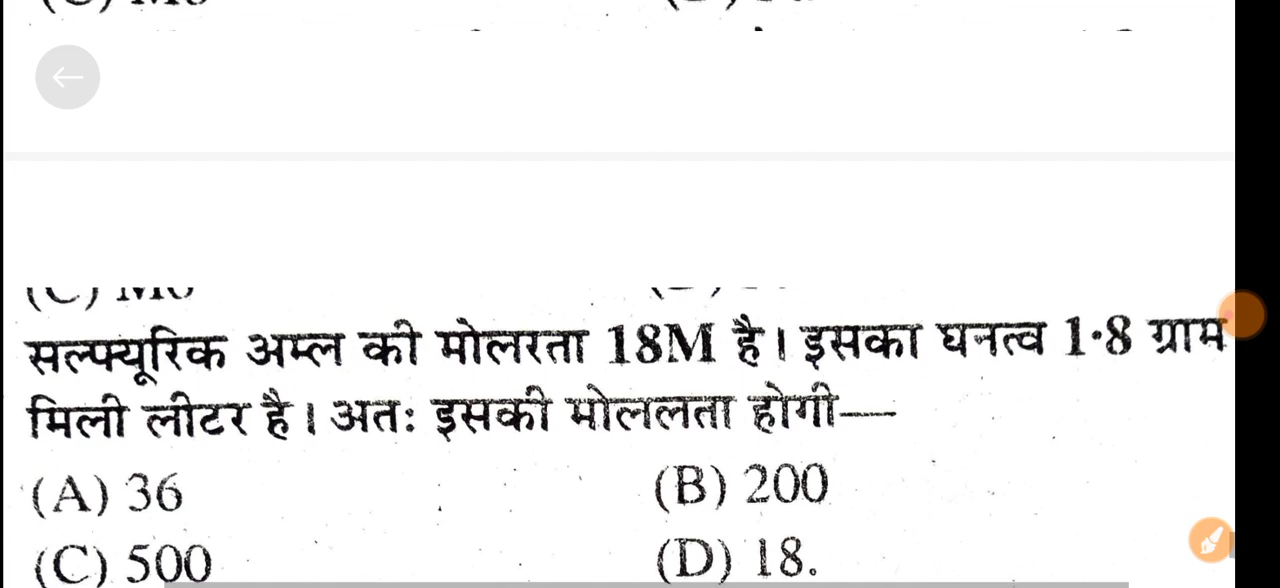 सल्फ्यूरिक अम्ल की मोलरता 18M है। इसका घनत्व 1·8 ग्राम
मिली लीटर है। अतः इसकी मोललता होगी—
(A) 36
(B) 200
(C) 500
(D) 18.